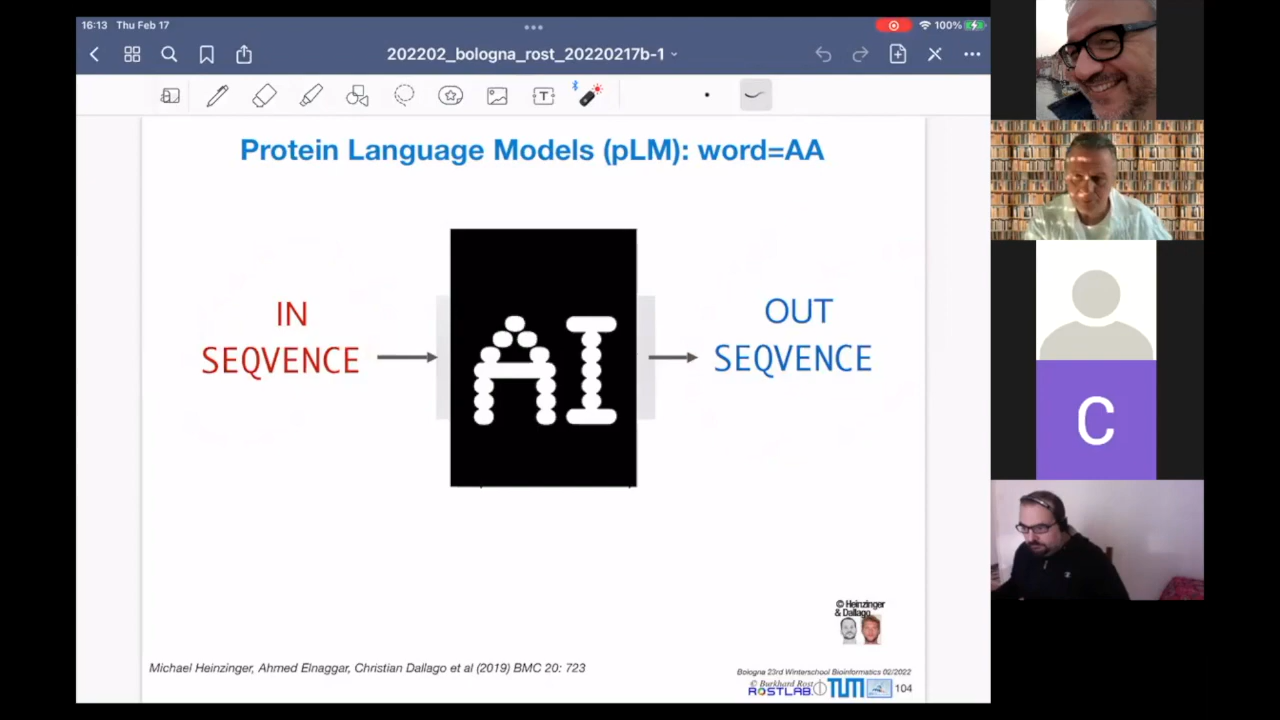 16:13 Thu Feb 17
100%
202202_bologna_rost_20220217b-1
T
Protein Language Models (pLM): word=AA
IN
SEQVENCE
AI
OUT
SEQVENCE
© Heinzinger
& Dallago
Michael Heinzinger, Ahmed Elnaggar, Christian Dallago et al (2019) BMC 20: 723
Bologna 23rd Winterschool Bioinformatics 02/2022
© Burkhard Rost
ROSTLAB TUM 104
C